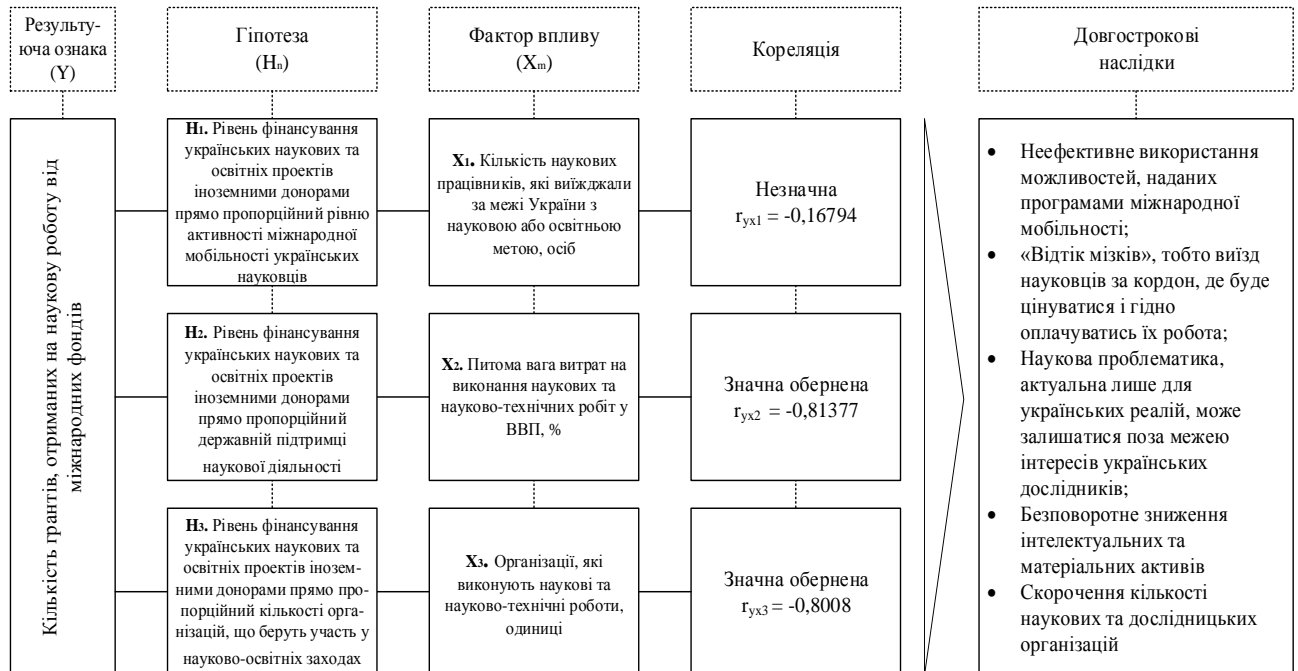 Результу-
юча ознака
(Y)
Гіпотеза
(Hn)
Фактор впливу
(Xm)
Кореляція
Довгострокові
наслідки
Кількість грантів, отриманих на наукову роботу від
міжнародних фондів
H1. Рівень фінансування
українських наукових та
освітніх проектів
іноземними донорами
прямо пропорційний рівню
активності міжнародної
мобільності українських
науковців
X1. Кількість наукових
працівників, які виїжджали
за межі України з
науковою або освітньою
метою, осіб
Незначна
ryx1 = -0,16794
H2. Рівень фінансування
українських наукових та
освітніх проектів
іноземними донорами
прямо пропорційний
державній підтримці
наукової діяльності
X2. Питома вага витрат на
виконання наукових та
науково-технічних робіт у
ВВП, %
Значна обернена
ryx2 = -0,81377
H3. Рівень фінансування
українських наукових та
освітніх проектів інозем-
ними донорами прямо про-
порційний кількості орга-
нізацій, що беруть участь у
науково-освітніх заходах
X3. Організації, які
виконують наукові та
науково-технічні роботи,
одиниці
Значна обернена
ryx3 = -0,8008
• Неефективне використання
можливостей, наданих
програмами міжнародної
мобільності;
• «Відтік мізків», тобто виїзд
науковців за кордон, де буде
цінуватися і гідно
оплачуватись їх робота;
• Наукова проблематика,
актуальна лише для
українських реалій, може
залишатися поза межею
інтересів українських
дослідників;
• Безповоротне зниження
інтелектуальних та
матеріальних активів
• Скорочення кількості
наукових та дослідницьких
організацій